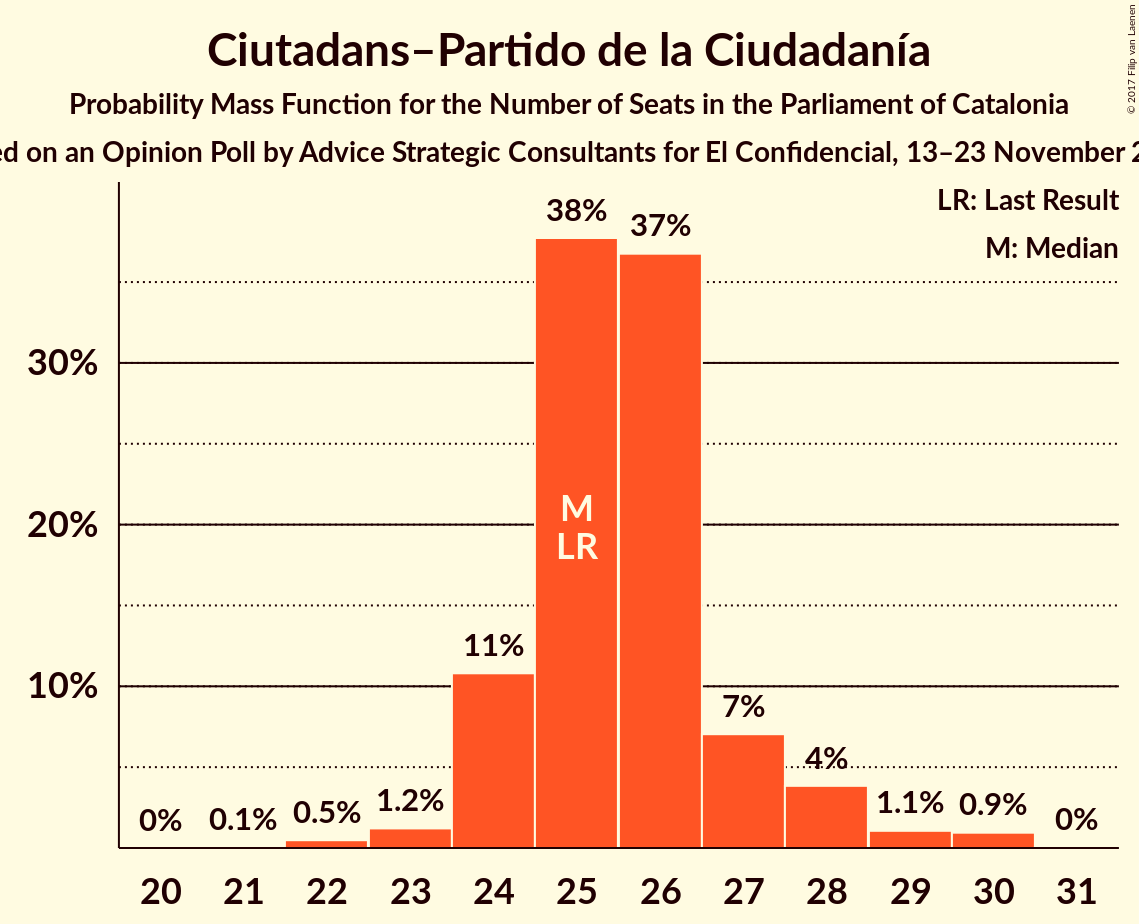 Ciutadans–Partido de la Ciudadanía
Probability Mass Function for the Number of Seats in the Parliament of Catalonia
on an Opinion Poll by Advice Strategic Consultants for El Confidencial, 13–23 November
© 2017 Filip van Laenen
LR: Last Result
M: Median
38%
37%
30%
M
20%
LR
11%
10%
7%
4%
0%
0.1%
0.5%
1.2%
1.1%
0.9%
0%
20 21 22 23 24 25 26 27 28 29 30 31